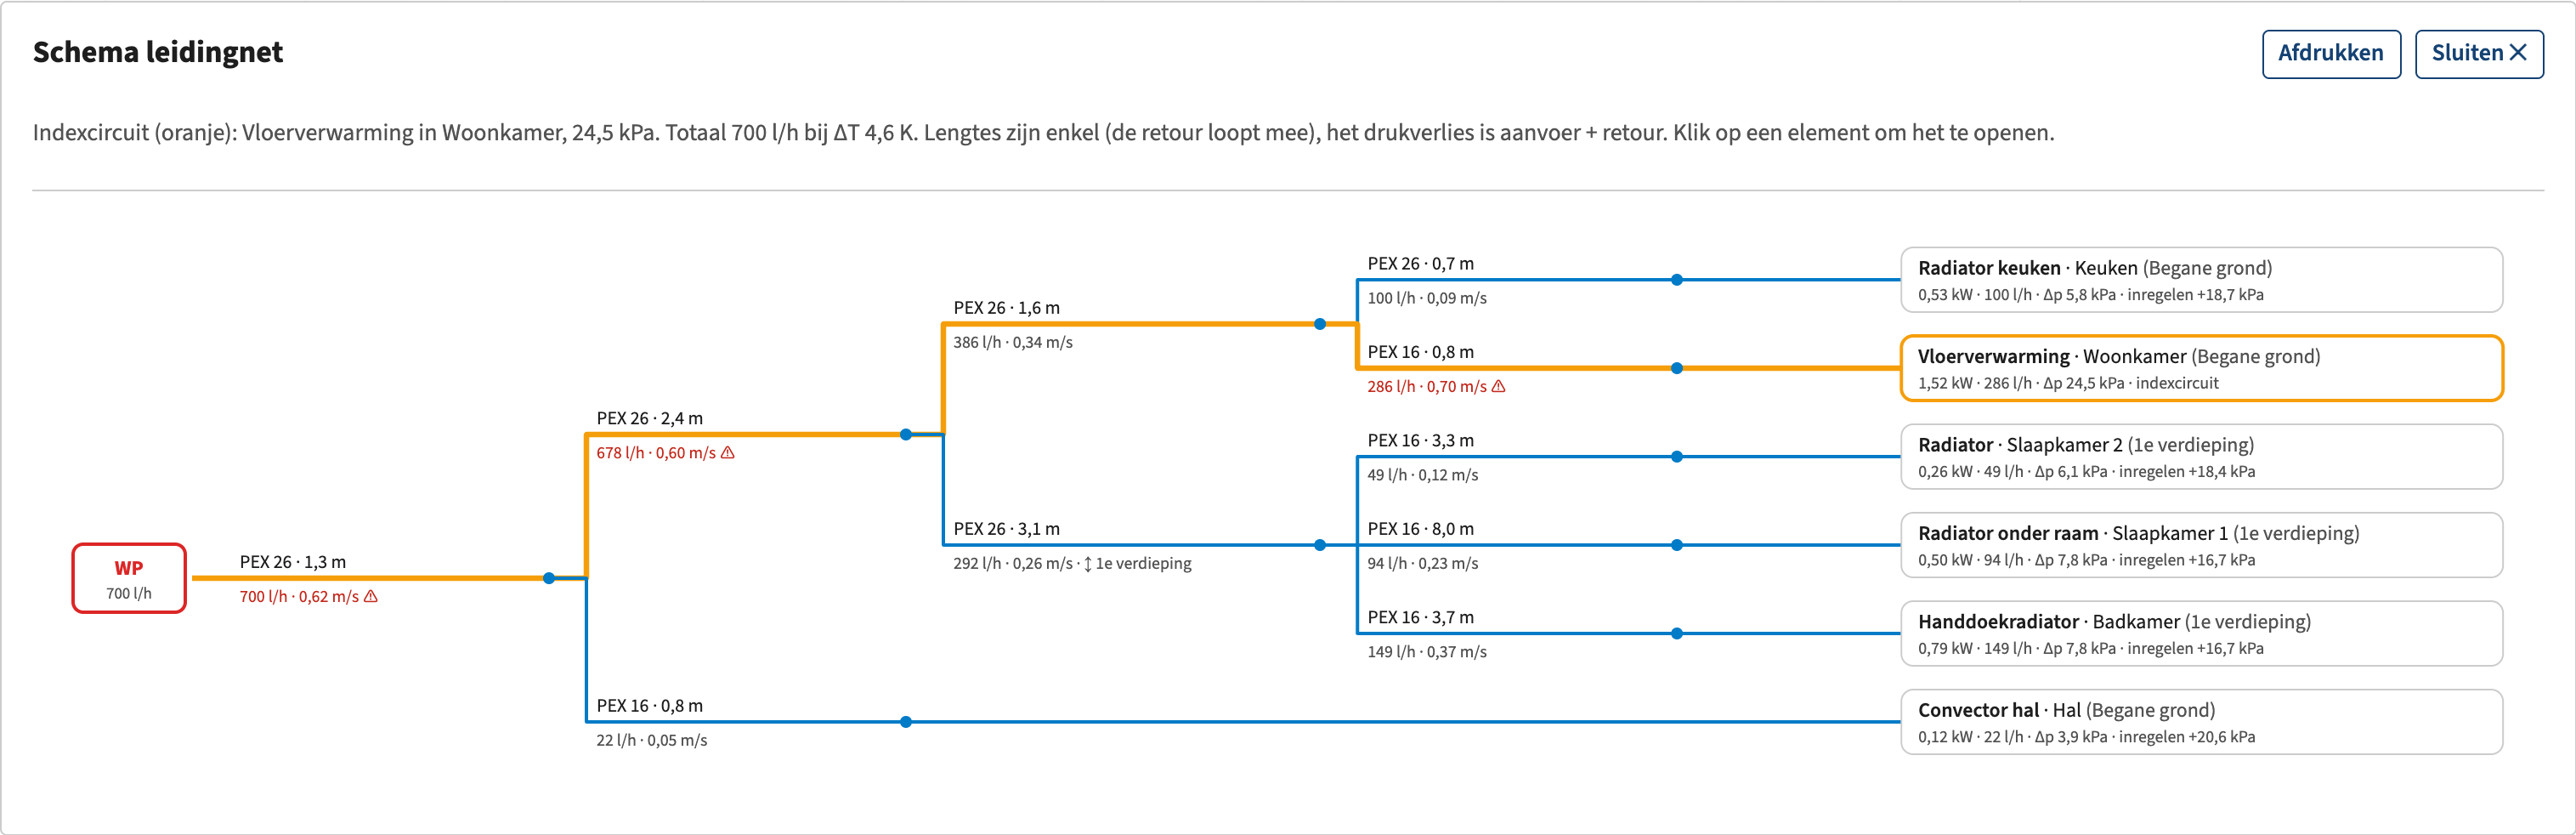 Schema leidingnet
Afdrukken
Sluiten ✕
Indexcircuit (oranje): Vloerverwarming in Woonkamer, 24,5 kPa. Totaal 700 l/h bij ΔT 4,6 K. Lengtes zijn enkel (de retour loopt mee), het drukverlies is aanvoer + retour. Klik op een element om het te openen.
WP
700 l/h
PEX 26 · 1,3 m
700 l/h · 0,62 m/s ⚠
PEX 26 · 2,4 m
678 l/h · 0,60 m/s ⚠
PEX 16 · 0,8 m
22 l/h · 0,05 m/s
PEX 26 · 1,6 m
386 l/h · 0,34 m/s
PEX 26 · 3,1 m
292 l/h · 0,26 m/s · ↕ 1e verdieping
PEX 26 · 0,7 m
100 l/h · 0,09 m/s
PEX 16 · 0,8 m
286 l/h · 0,70 m/s ⚠
PEX 16 · 3,3 m
49 l/h · 0,12 m/s
PEX 16 · 8,0 m
94 l/h · 0,23 m/s
PEX 16 · 3,7 m
149 l/h · 0,37 m/s
Radiator keuken · Keuken (Begane grond)
0,53 kW · 100 l/h · Δp 5,8 kPa · inregelen +18,7 kPa
Vloerverwarming · Woonkamer (Begane grond)
1,52 kW · 286 l/h · Δp 24,5 kPa · indexcircuit
Radiator · Slaapkamer 2 (1e verdieping)
0,26 kW · 49 l/h · Δp 6,1 kPa · inregelen +18,4 kPa
Radiator onder raam · Slaapkamer 1 (1e verdieping)
0,50 kW · 94 l/h · Δp 7,8 kPa · inregelen +16,7 kPa
Handdoekradiator · Badkamer (1e verdieping)
0,79 kW · 149 l/h · Δp 7,8 kPa · inregelen +16,7 kPa
Convector hal · Hal (Begane grond)
0,12 kW · 22 l/h · Δp 3,9 kPa · inregelen +20,6 kPa